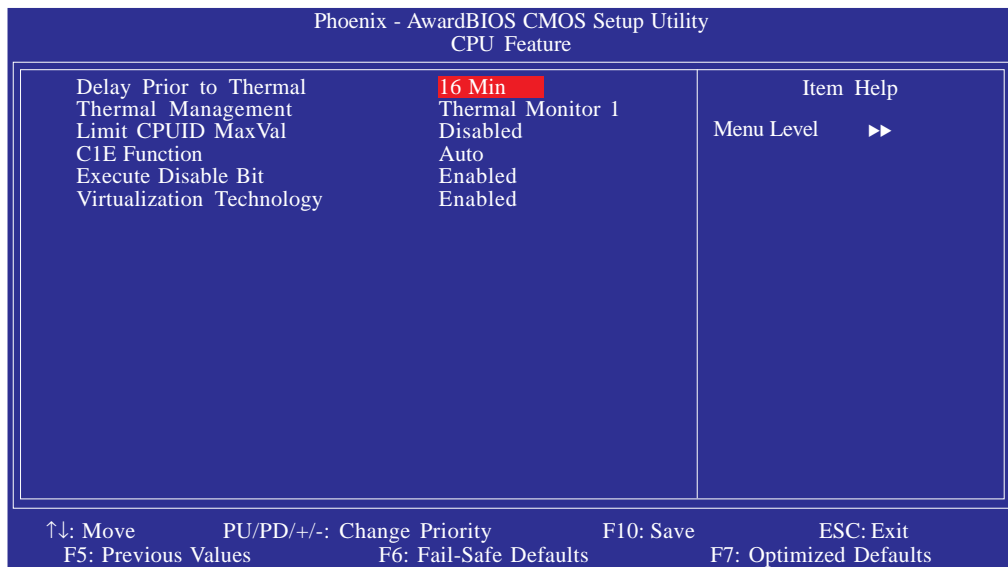 Phoenix - AwardBIOS CMOS Setup Utility
CPU Feature
Delay Prior to Thermal 16 Min
Thermal Management Thermal Monitor 1
Limit CPUID MaxVal Disabled
C1E Function Auto
Execute Disable Bit Enabled
Virtualization Technology Enabled
Item Help
Menu Level ▶▶
↑↓: Move PU/PD/+/-: Change Priority F10: Save ESC: Exit
F5: Previous Values F6: Fail-Safe Defaults F7: Optimized Defaults